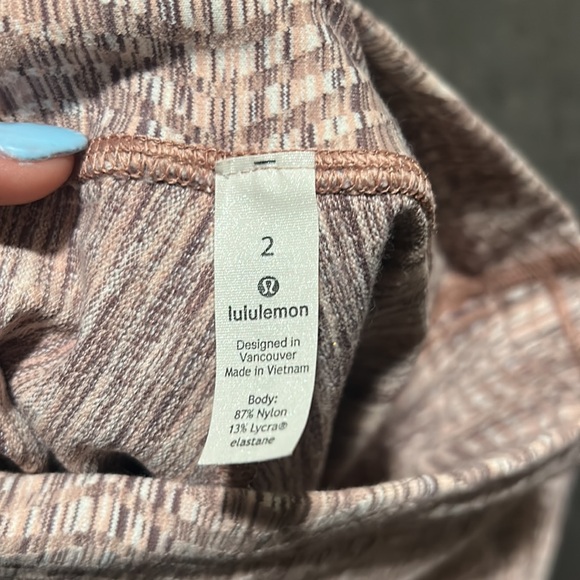 2
lululemon
Designed in
Vancouver
Made in Vietnam
Body:
87% Nylon
13% Lycra®
elastane